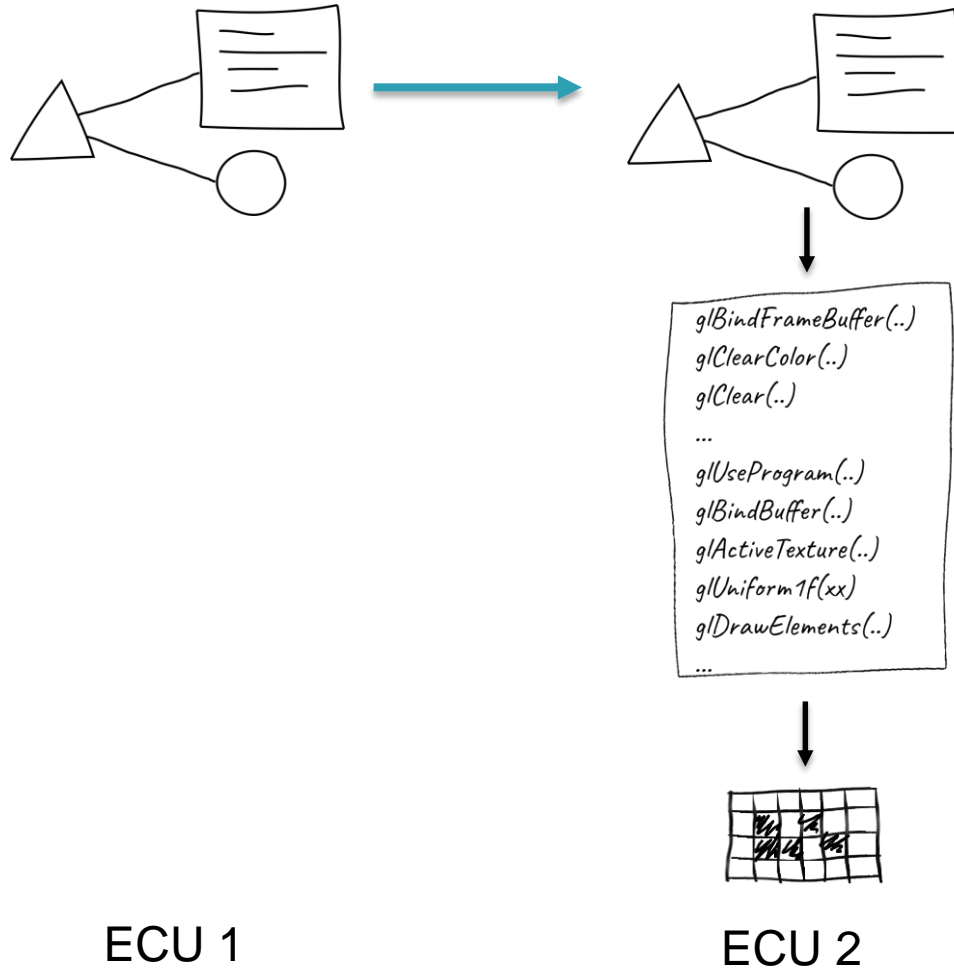 glBindFrameBuffer(..)
glClearColor(..)
glClear(..)
...
glUseProgram(..)
glBindBuffer(..)
glActiveTexture(..)
glUniform1f(xx)
glDrawElements(..)
...
ECU 1
ECU 2